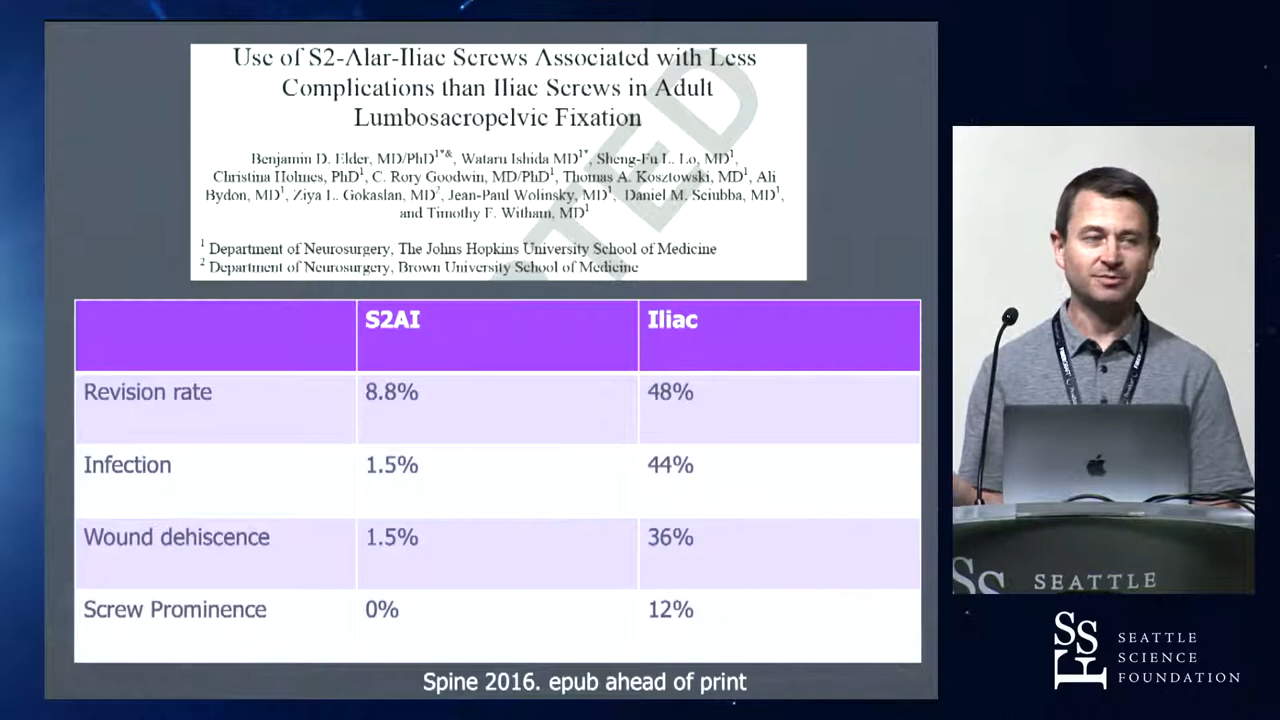 Use of S2-Alar-Iliac Screws Associated with Less
Complications than Iliac Screws in Adult
Lumbosacropelvic Fixation
Benjamin D. Elder, MD/PhD1*&, Wataru Ishida MD1*, Sheng-Fu L. Lo, MD1,
Christina Holmes, PhD1, C. Rory Goodwin, MD/PhD1, Thomas A. Kosztowski, MD1, Ali
Bydon, MD1, Ziya L. Gokaslan, MD2, Jean-Paul Wolinsky, MD1, Daniel M. Sciubba, MD1,
and Timothy F. Witham, MD1
1 Department of Neurosurgery, The Johns Hopkins University School of Medicine
2 Department of Neurosurgery, Brown University School of Medicine
S2AI Iliac
Revision rate 8.8% 48%
Infection 1.5% 44%
Wound dehiscence 1.5% 36%
Screw Prominence 0% 12%
Spine 2016. epub ahead of print
SS SEATTLE
SSF
SEATTLE
SCIENCE
FOUNDATION